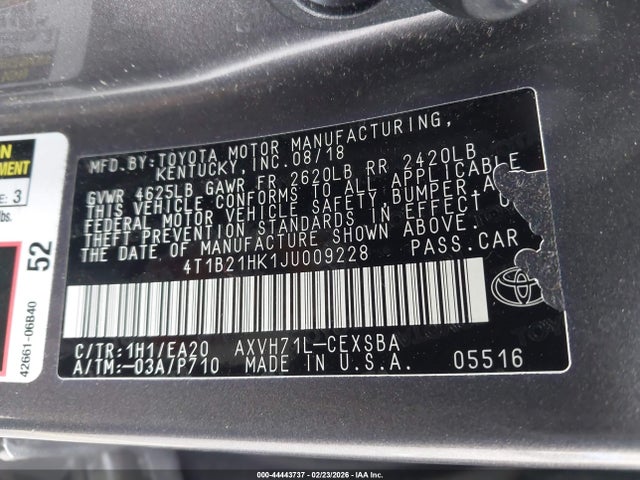 MFD.BY:TOYOTA MOTOR MANUFACTURING,
KENTUCKY,INC.08/18
GVWR 4625LB GAWR FR 2620LB RR 2420LB
THIS VEHICLE CONFORMS TO ALL APPLICABLE
FEDERAL MOTOR VEHICLE SAFETY,BUMPER,A
THEFT PREVENTION STANDARDS IN EFFECT O
THE DATE OF MANUFACTURE SHOWN ABOVE.
4T1B21HK1JU009228 PASS.CAR
C/TR:1H1/EA20 AXVH71L-CEXSBA
A/TM:-03A/P710 MADE IN U.S.A. 05516
ON
MENT
E: 3
lbs.
52
42661-06B40
000-44443737 - 02/23/2026 - IAA Inc.